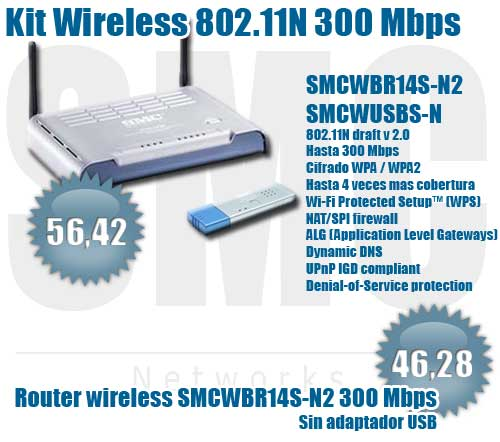 Kit Wireless 802.11N 300 Mbps
SMC
SMCWBR14S-N2
SMCWUSBS-N
802.11N draft v 2.0
Hasta 300 Mbps
Cifrado WPA / WPA2
Hasta 4 veces mas cobertura
Wi-Fi Protected Setup™ (WPS)
NAT/SPI firewall
ALG (Application Level Gateways)
Dynamic DNS
UPnP IGD compliant
Denial-of-Service protection
56,42
SMC
Networks
46,28
Router wireless SMCWBR14S-N2 300 Mbps
Sin adaptador USB